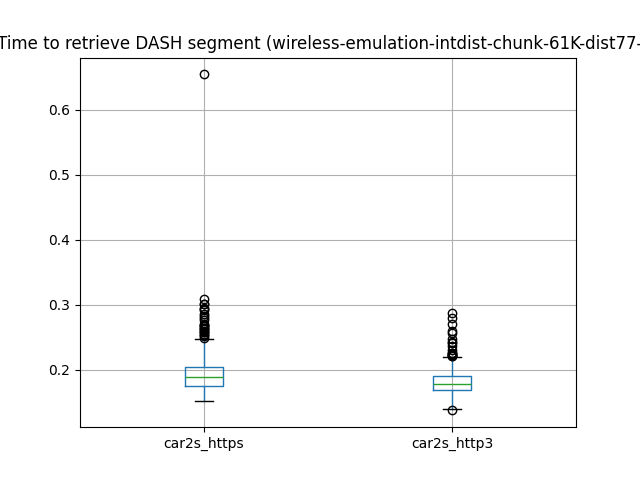 Time to retrieve DASH segment (wireless-emulation-intdist-chunk-61K-dist77-
0.6
0.5
0.4
0.3
0.2
car2s_https
car2s_http3